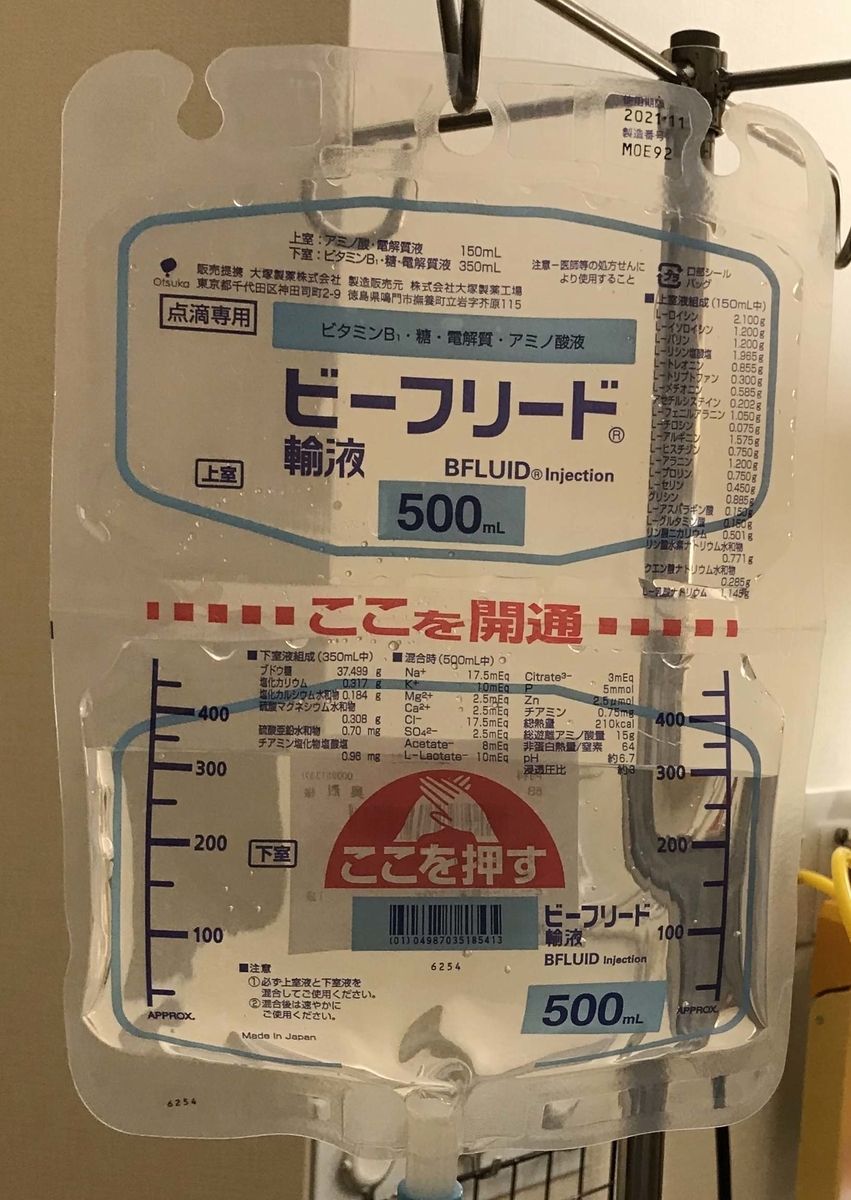 使用期限
2021.11
製造番号
M0E92
上室:アミノ酸・電解質液 150mL
下室:ビタミンB₁・糖・電解質液 350mL
注意-医師等の処方せんにより使用すること
口部シール
バッグ
Otsuka
販売提携 大塚製薬株式会社 製造販売元 株式会社大塚製薬工場
東京都千代田区神田司町2-9 徳島県鳴門市撫養町立岩字芥原115
点滴専用
ビタミンB₁・糖・電解質・アミノ酸液
ビーフリード®
輸液
BFLUID® Injection
上室
500mL
■上室液組成(150mL中)
L-ロイシン 2.100g
L-イソロイシン 1.200g
L-バリン 1.200g
L-リシン塩酸塩 1.965g
L-トレオニン 0.855g
L-トリプトファン 0.300g
L-メチオニン 0.585g
アセチルシステイン 0.202g
L-フェニルアラニン 1.050g
L-チロシン 0.075g
L-アルギニン 1.575g
L-ヒスチジン 0.750g
L-アラニン 1.200g
L-プロリン 0.750g
L-セリン 0.450g
グリシン 0.885g
L-アスパラギン酸 0.150g
L-グルタミン酸 0.150g
リン酸二カリウム 0.501g
リン酸水素ナトリウム水和物
0.771g
クエン酸ナトリウム水和物
0.285g
L-乳酸ナトリウム 1.145g
ここを開通
■下室液組成(350mL中)
ブドウ糖 37.499 g
塩化カリウム 0.317 g
塩化カルシウム水和物 0.184 g
硫酸マグネシウム水和物
0.308 g
硫酸亜鉛水和物 0.70 mg
チアミン塩化物塩酸塩
0.96 mg
■混合時(500mL中)
Na⁺ 17.5mEq
K⁺ 10mEq
Mg²⁺ 2.5mEq
Ca²⁺ 2.5mEq
Cl⁻ 17.5mEq
SO₄²⁻ 2.5mEq
Acetate⁻ 8mEq
L-Lactate⁻ 10mEq
Citrate³⁻ 3mEq
P 5mmol
Zn 2.5μmol
チアミン 0.75mg
総熱量 210kcal
総遊離アミノ酸量 15g
非蛋白熱量/窒素 64
pH 約6.7
浸透圧比 約3
400
300
200
100
APPROX.
400
300
200
100
APPROX.
下室
ここを押す
(01)04987035185413
6254
ビーフリード
輸液
BFLUID Injection
500mL
■注意
①必ず上室液と下室液を
混合してご使用ください。
②混合後は速やかに
ご使用ください。
Made in Japan
6254